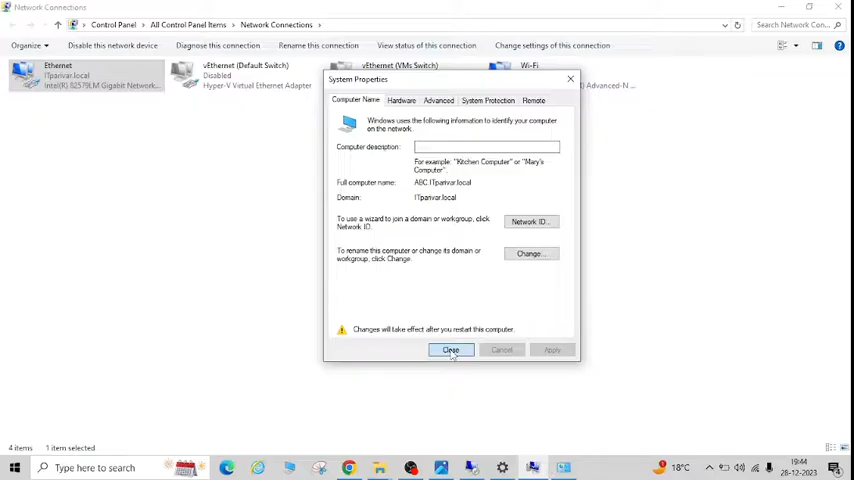 Network Connections
Control Panel > All Control Panel Items > Network Connections >
Search Network Con...
Organize
Disable this network device
Diagnose this connection
Rename this connection
View status of this connection
Change settings of this connection
Ethernet
ITparivar.local
Intel(R) 82579LM Gigabit Network...
vEthernet (Default Switch)
Disabled
Hyper-V Virtual Ethernet Adapter
vEthernet (VMs Switch)
Wi-Fi
R) Advanced-N ...
System Properties
Computer Name
Hardware
Advanced
System Protection
Remote
Windows uses the following information to identify your computer
on the network.
Computer description:
For example: "Kitchen Computer" or "Mary's
Computer".
Full computer name:
ABC.ITparivar.local
Domain:
ITparivar.local
To use a wizard to join a domain or workgroup, click
Network ID.
Network ID...
To rename this computer or change its domain or
workgroup, click Change.
Change...
Changes will take effect after you restart this computer.
Close
Cancel
Apply
4 items
1 item selected
Type here to search
18°C
19:44
28-12-2023
4